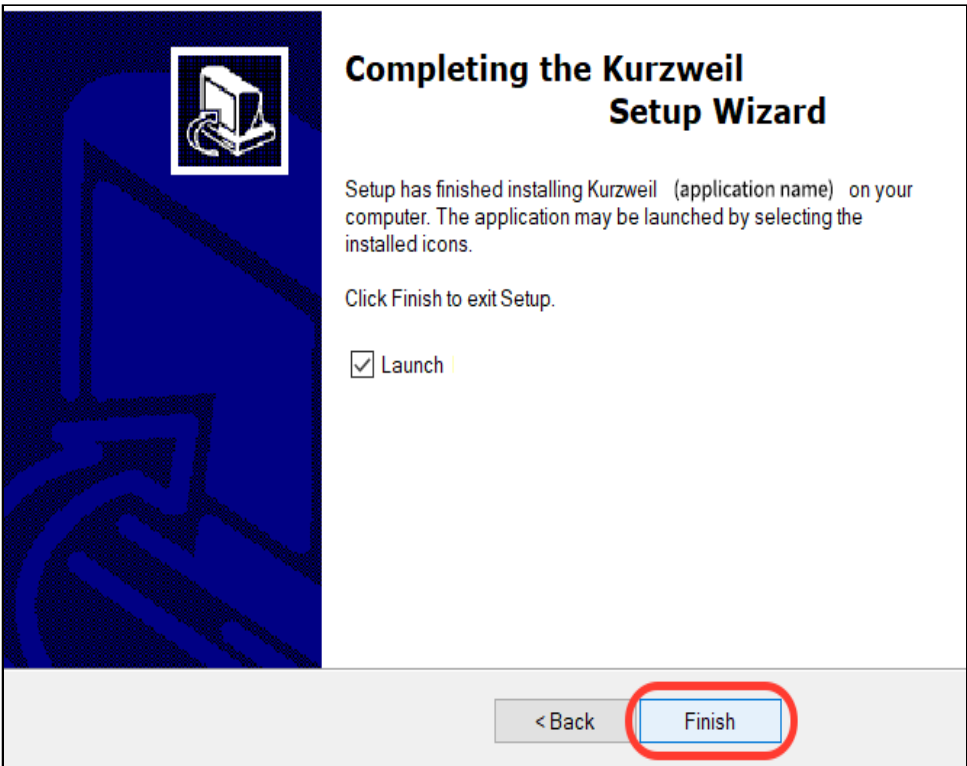 Completing the Kurzweil
Setup Wizard
Setup has finished installing Kurzweil (application name) on your
computer. The application may be launched by selecting the
installed icons.
Click Finish to exit Setup.
Launch
< Back Finish